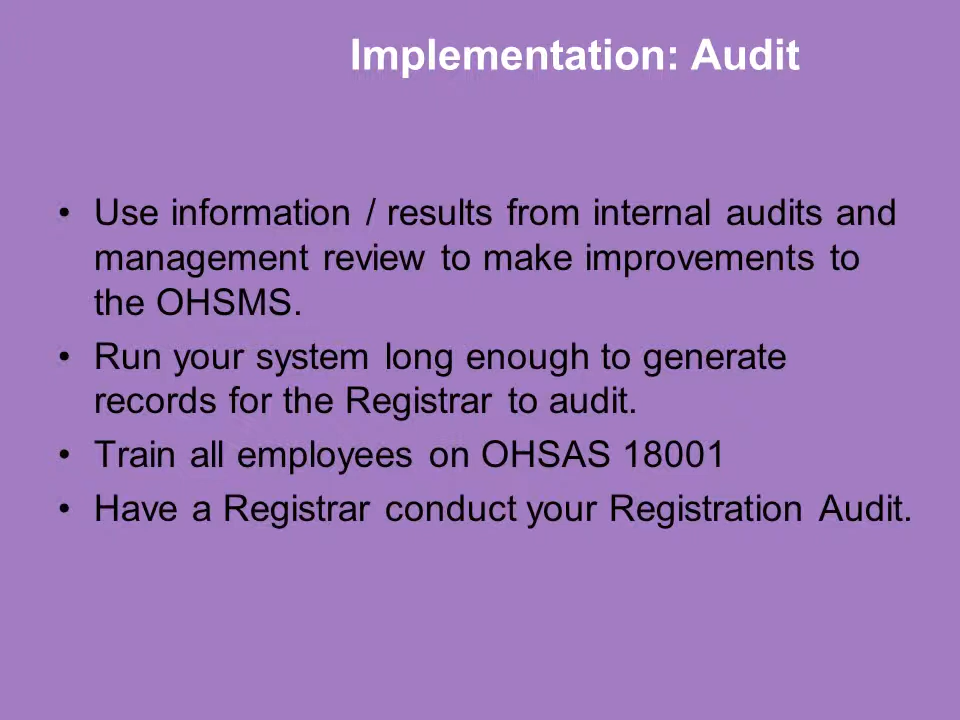 Implementation: Audit
• Use information / results from internal audits and
management review to make improvements to
the OHSMS.
• Run your system long enough to generate
records for the Registrar to audit.
• Train all employees on OHSAS 18001
• Have a Registrar conduct your Registration Audit.